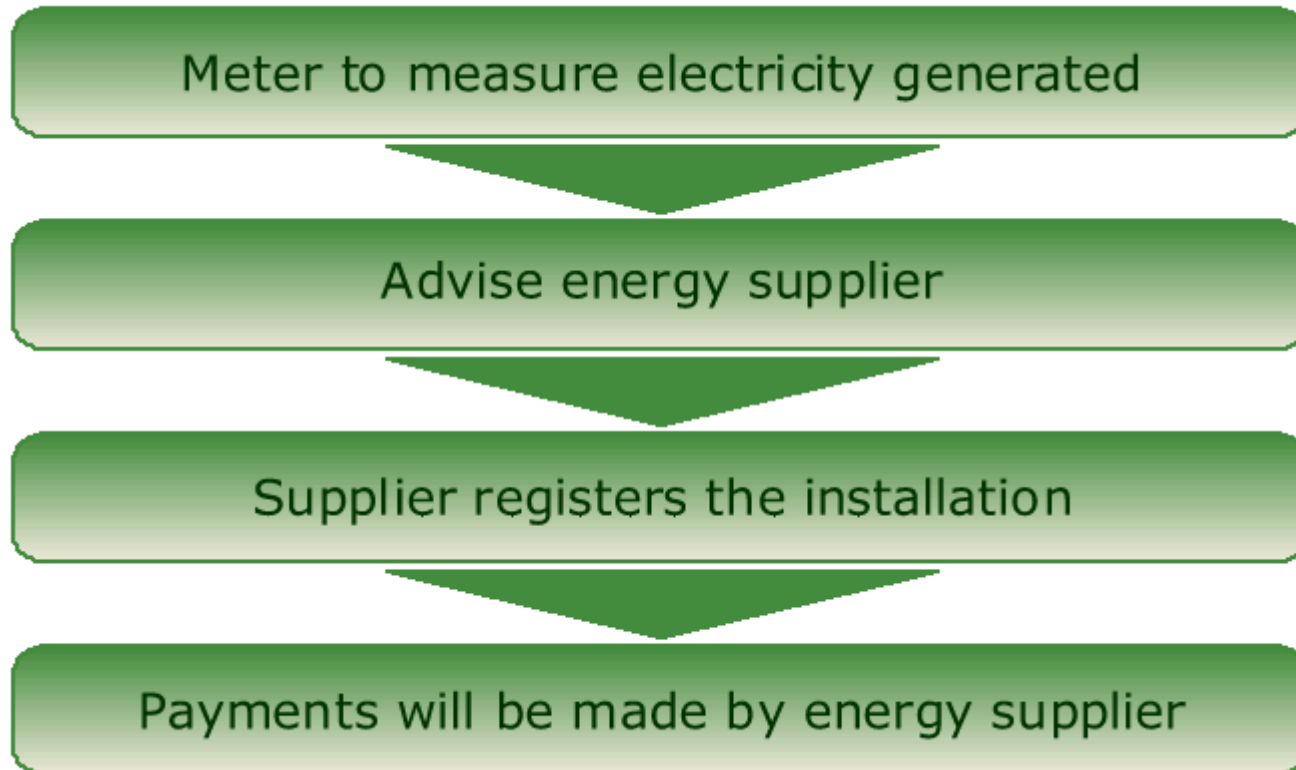 Meter to measure electricity generated
Advise energy supplier
Supplier registers the installation
Payments will be made by energy supplier